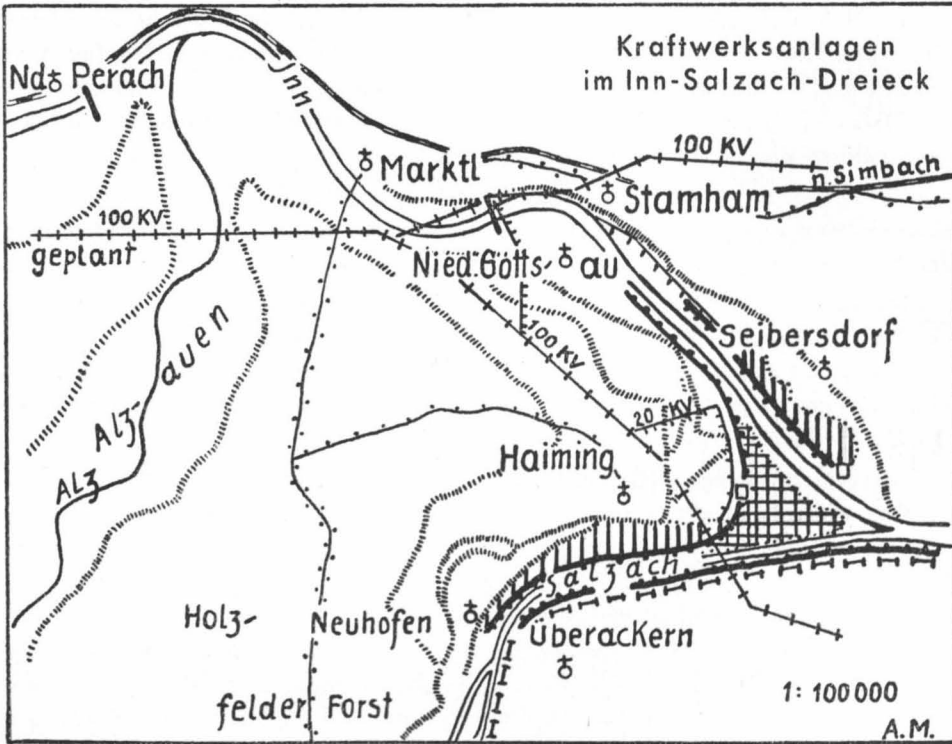 Kraftwerksanlagen
im Inn-Salzach-Dreieck
Nd. Perach
Inn
100 KV
n. Simbach
Marktl
Stamham
100 KV
geplant
Nied. Götts- au
Seibersdorf
100 KV
auen
Alz-
20 KV
Haiming
Alz
Salzach
Holz-
Neuhofen
Überackern
felder Forst
1:100000
A.M.